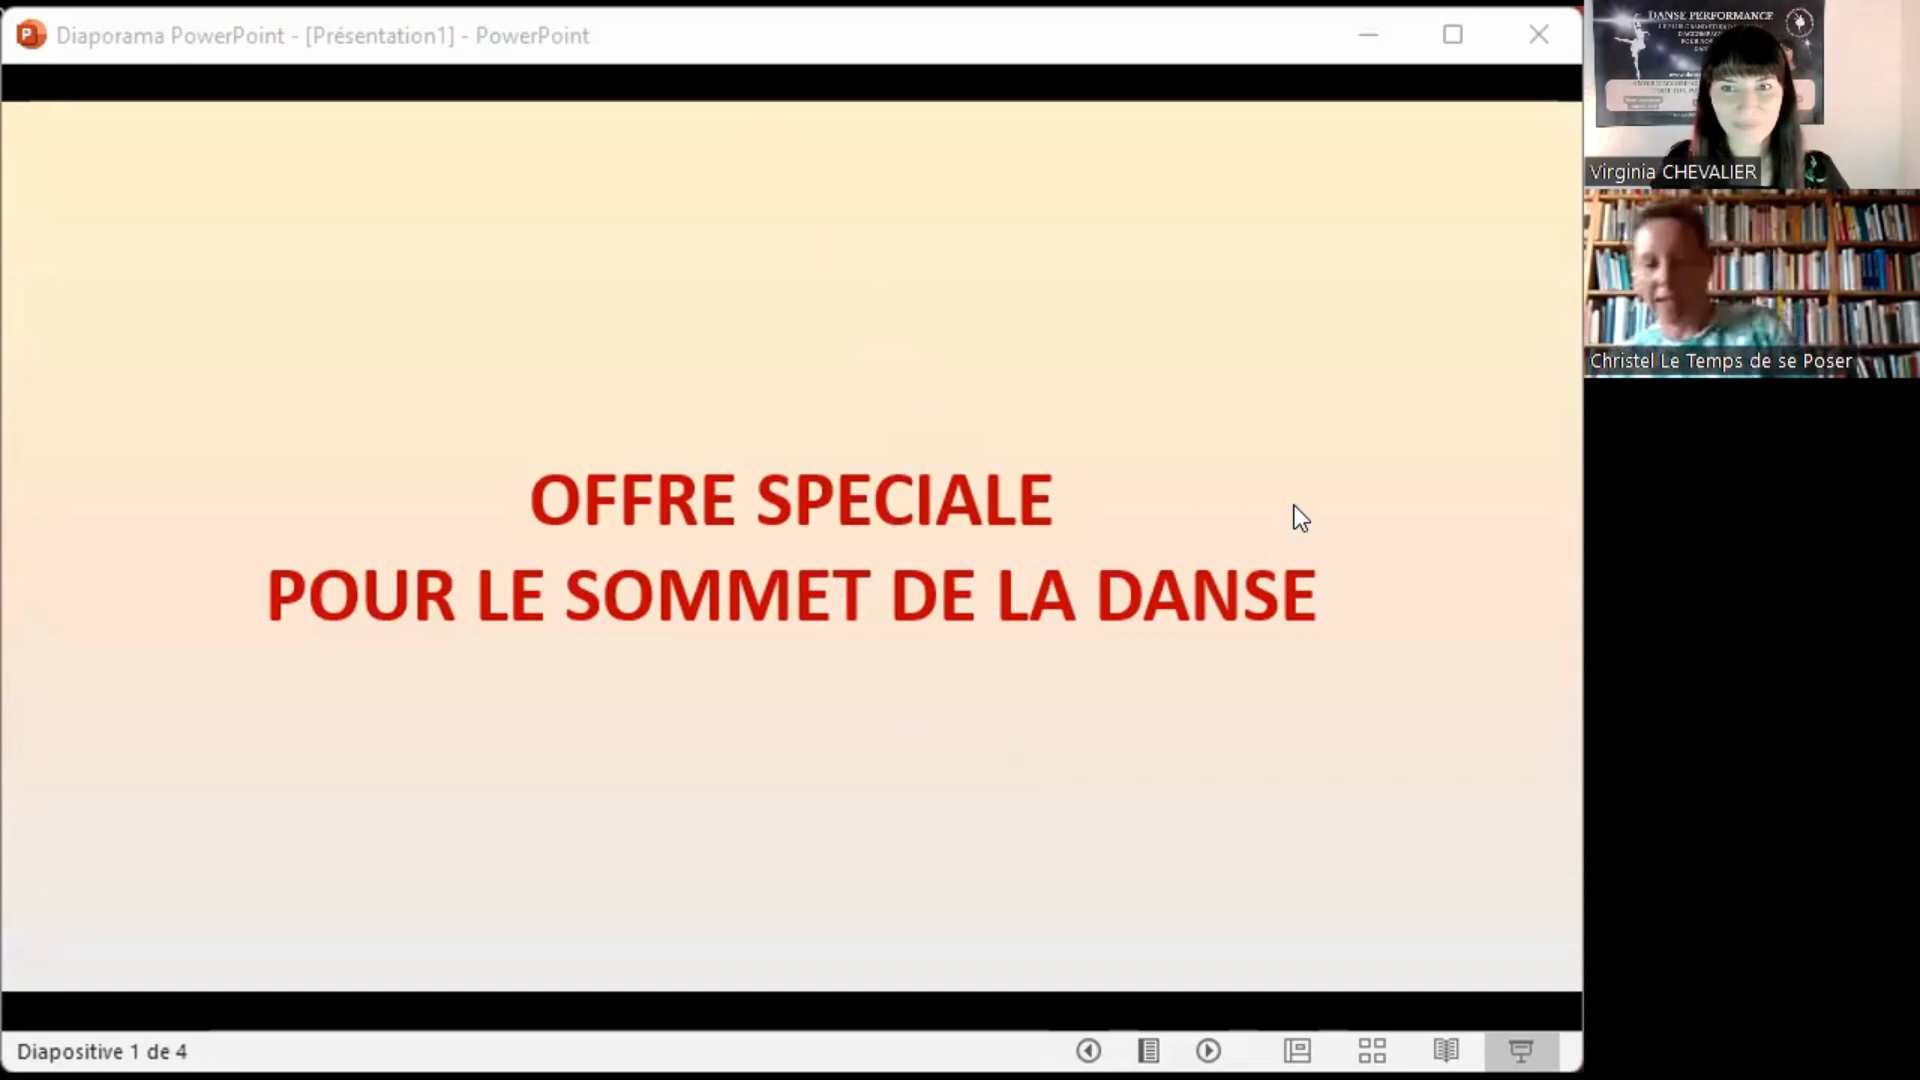 Diaporama PowerPoint - [Présentation1] - PowerPoint
OFFRE SPECIALE
POUR LE SOMMET DE LA DANSE
Diapositive 1 de 4
DANSE PERFORMANCE
Virginia CHEVALIER
Christel Le Temps de se Poser